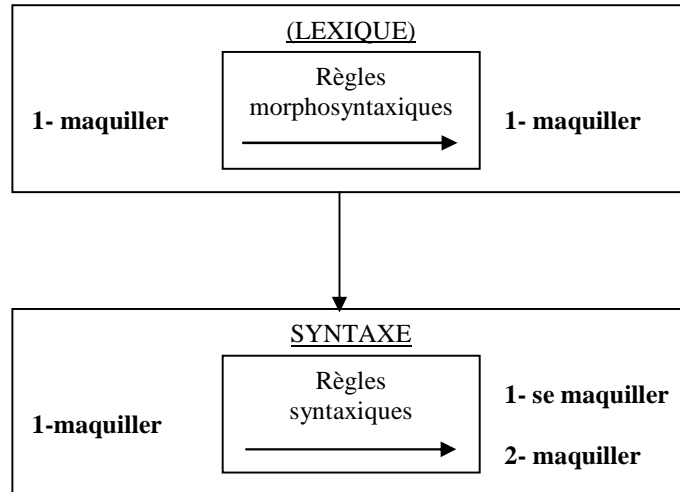 (LEXIQUE)
Règles
morphosyntaxiques
1- maquiller
1- maquiller
SYNTAXE
Règles
syntaxiques
1- se maquiller
1-maquiller
2- maquiller